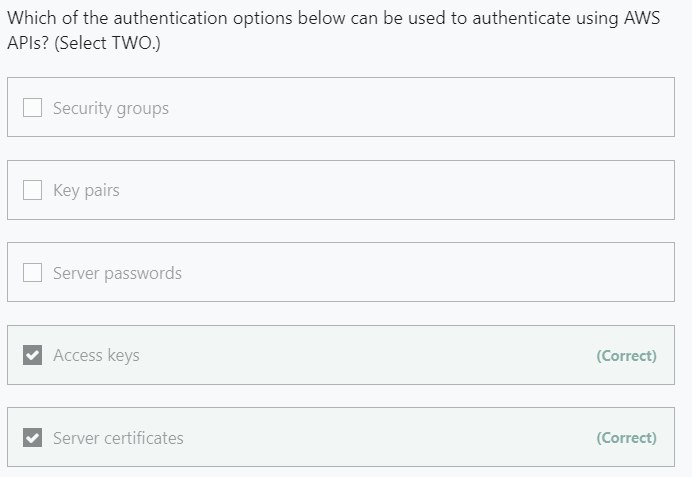 Which of the authentication options below can be used to authenticate using AWS
APIs? (Select TWO.)
Security groups
Key pairs
Server passwords
Access keys (Correct)
Server certificates (Correct)